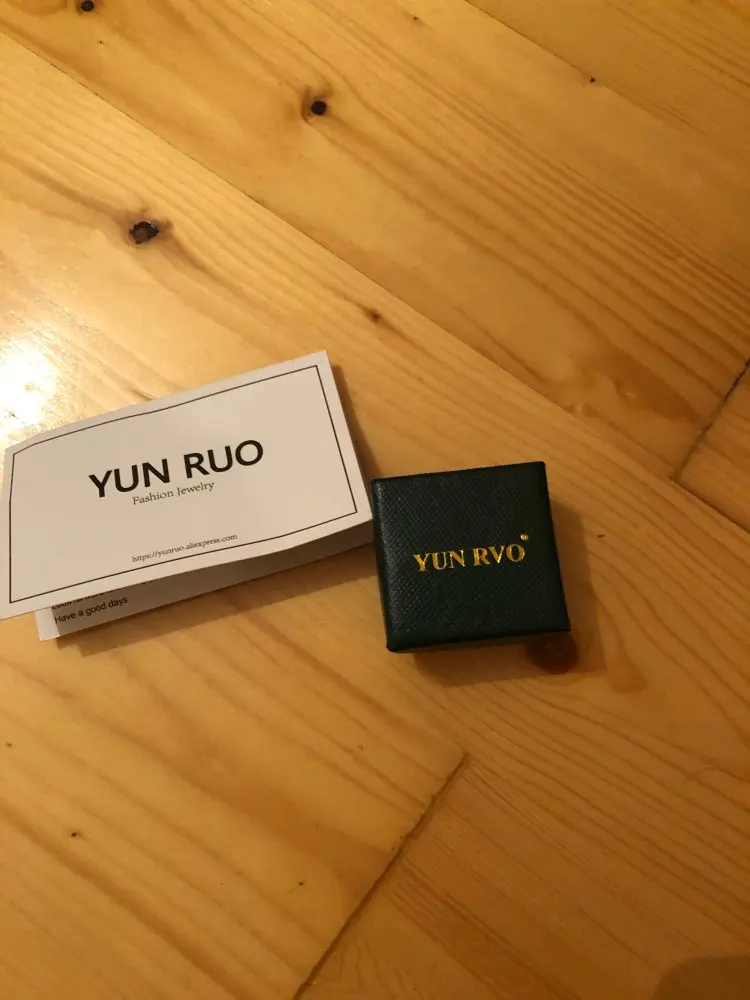 YUN RUO
Fashion Jewelry
https://yunruo.aliexpress.com
Have a good days
YUN RVO